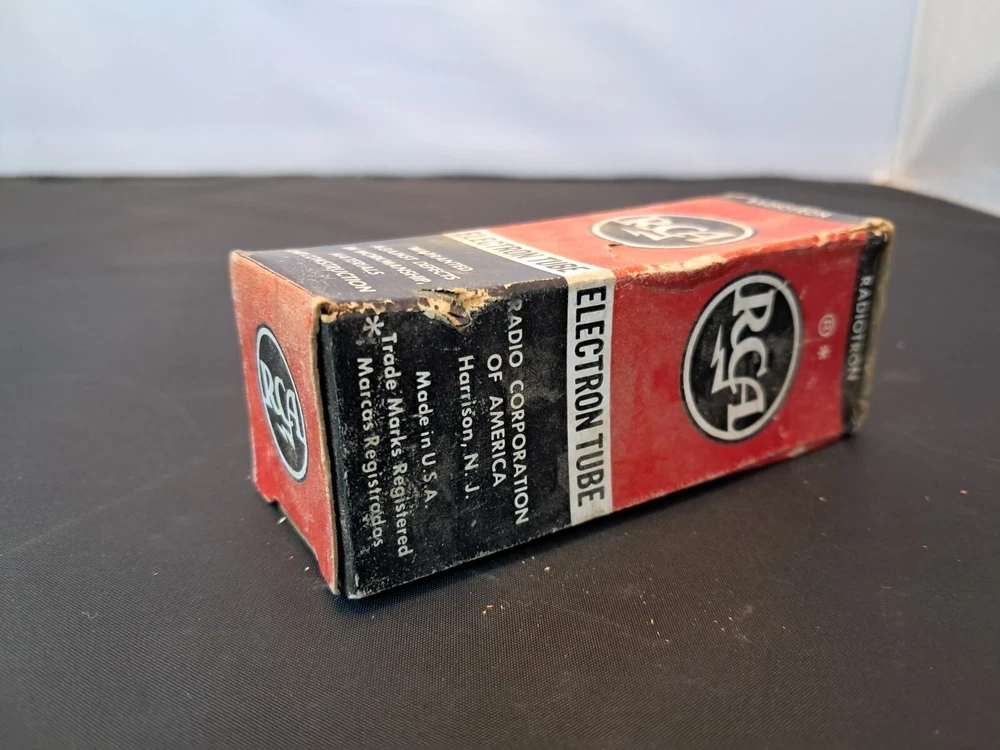 RADIOTRON
®*
RCA
ELECTRON TUBE
RADIO CORPORATION
OF AMERICA
Harrison, N. J.
Made in U.S.A.
*Trade Marks Registered
Marcas Registradas
RCA
RCA
ELECTRON TUBE
DEFECTS